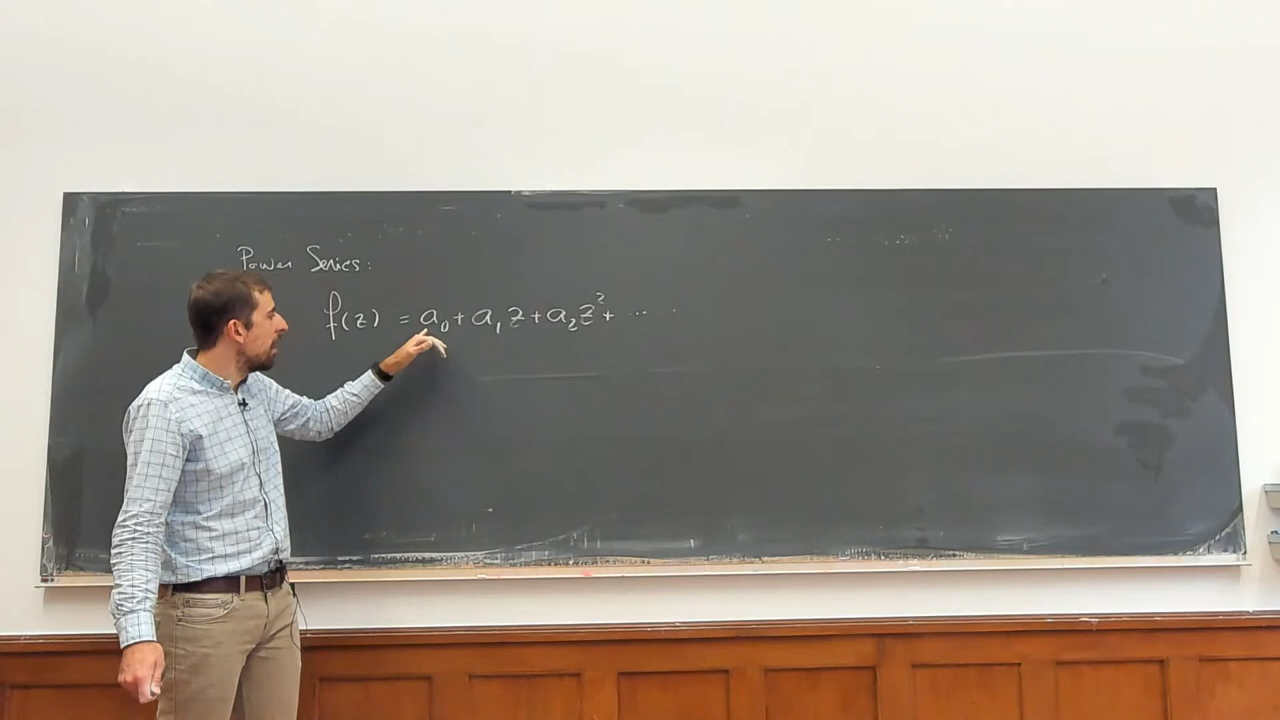 Power Series:
f(z) = a₀ + a₁z + a₂z² + ...